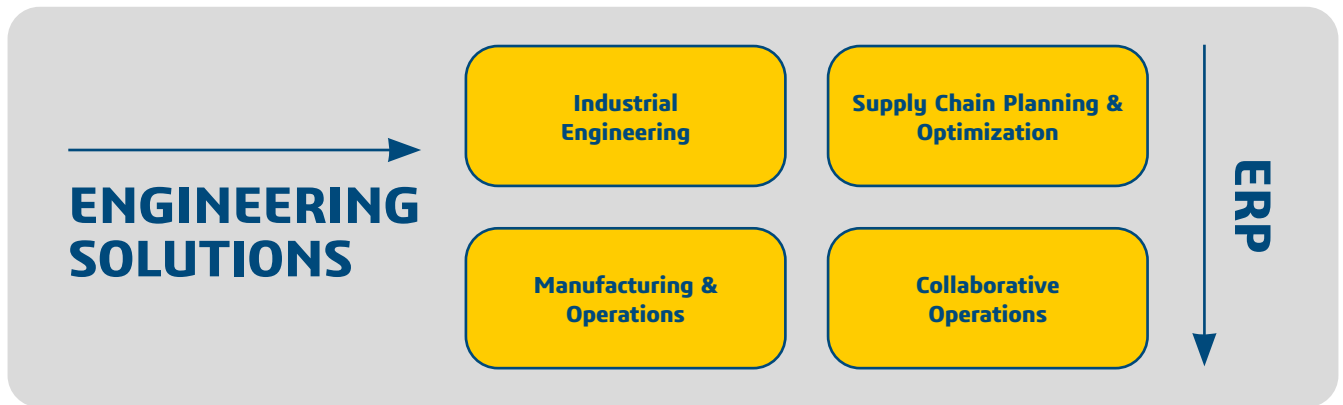 ENGINEERING
SOLUTIONS
Industrial
Engineering
Supply Chain Planning &
Optimization
Manufacturing &
Operations
Collaborative
Operations
ERP